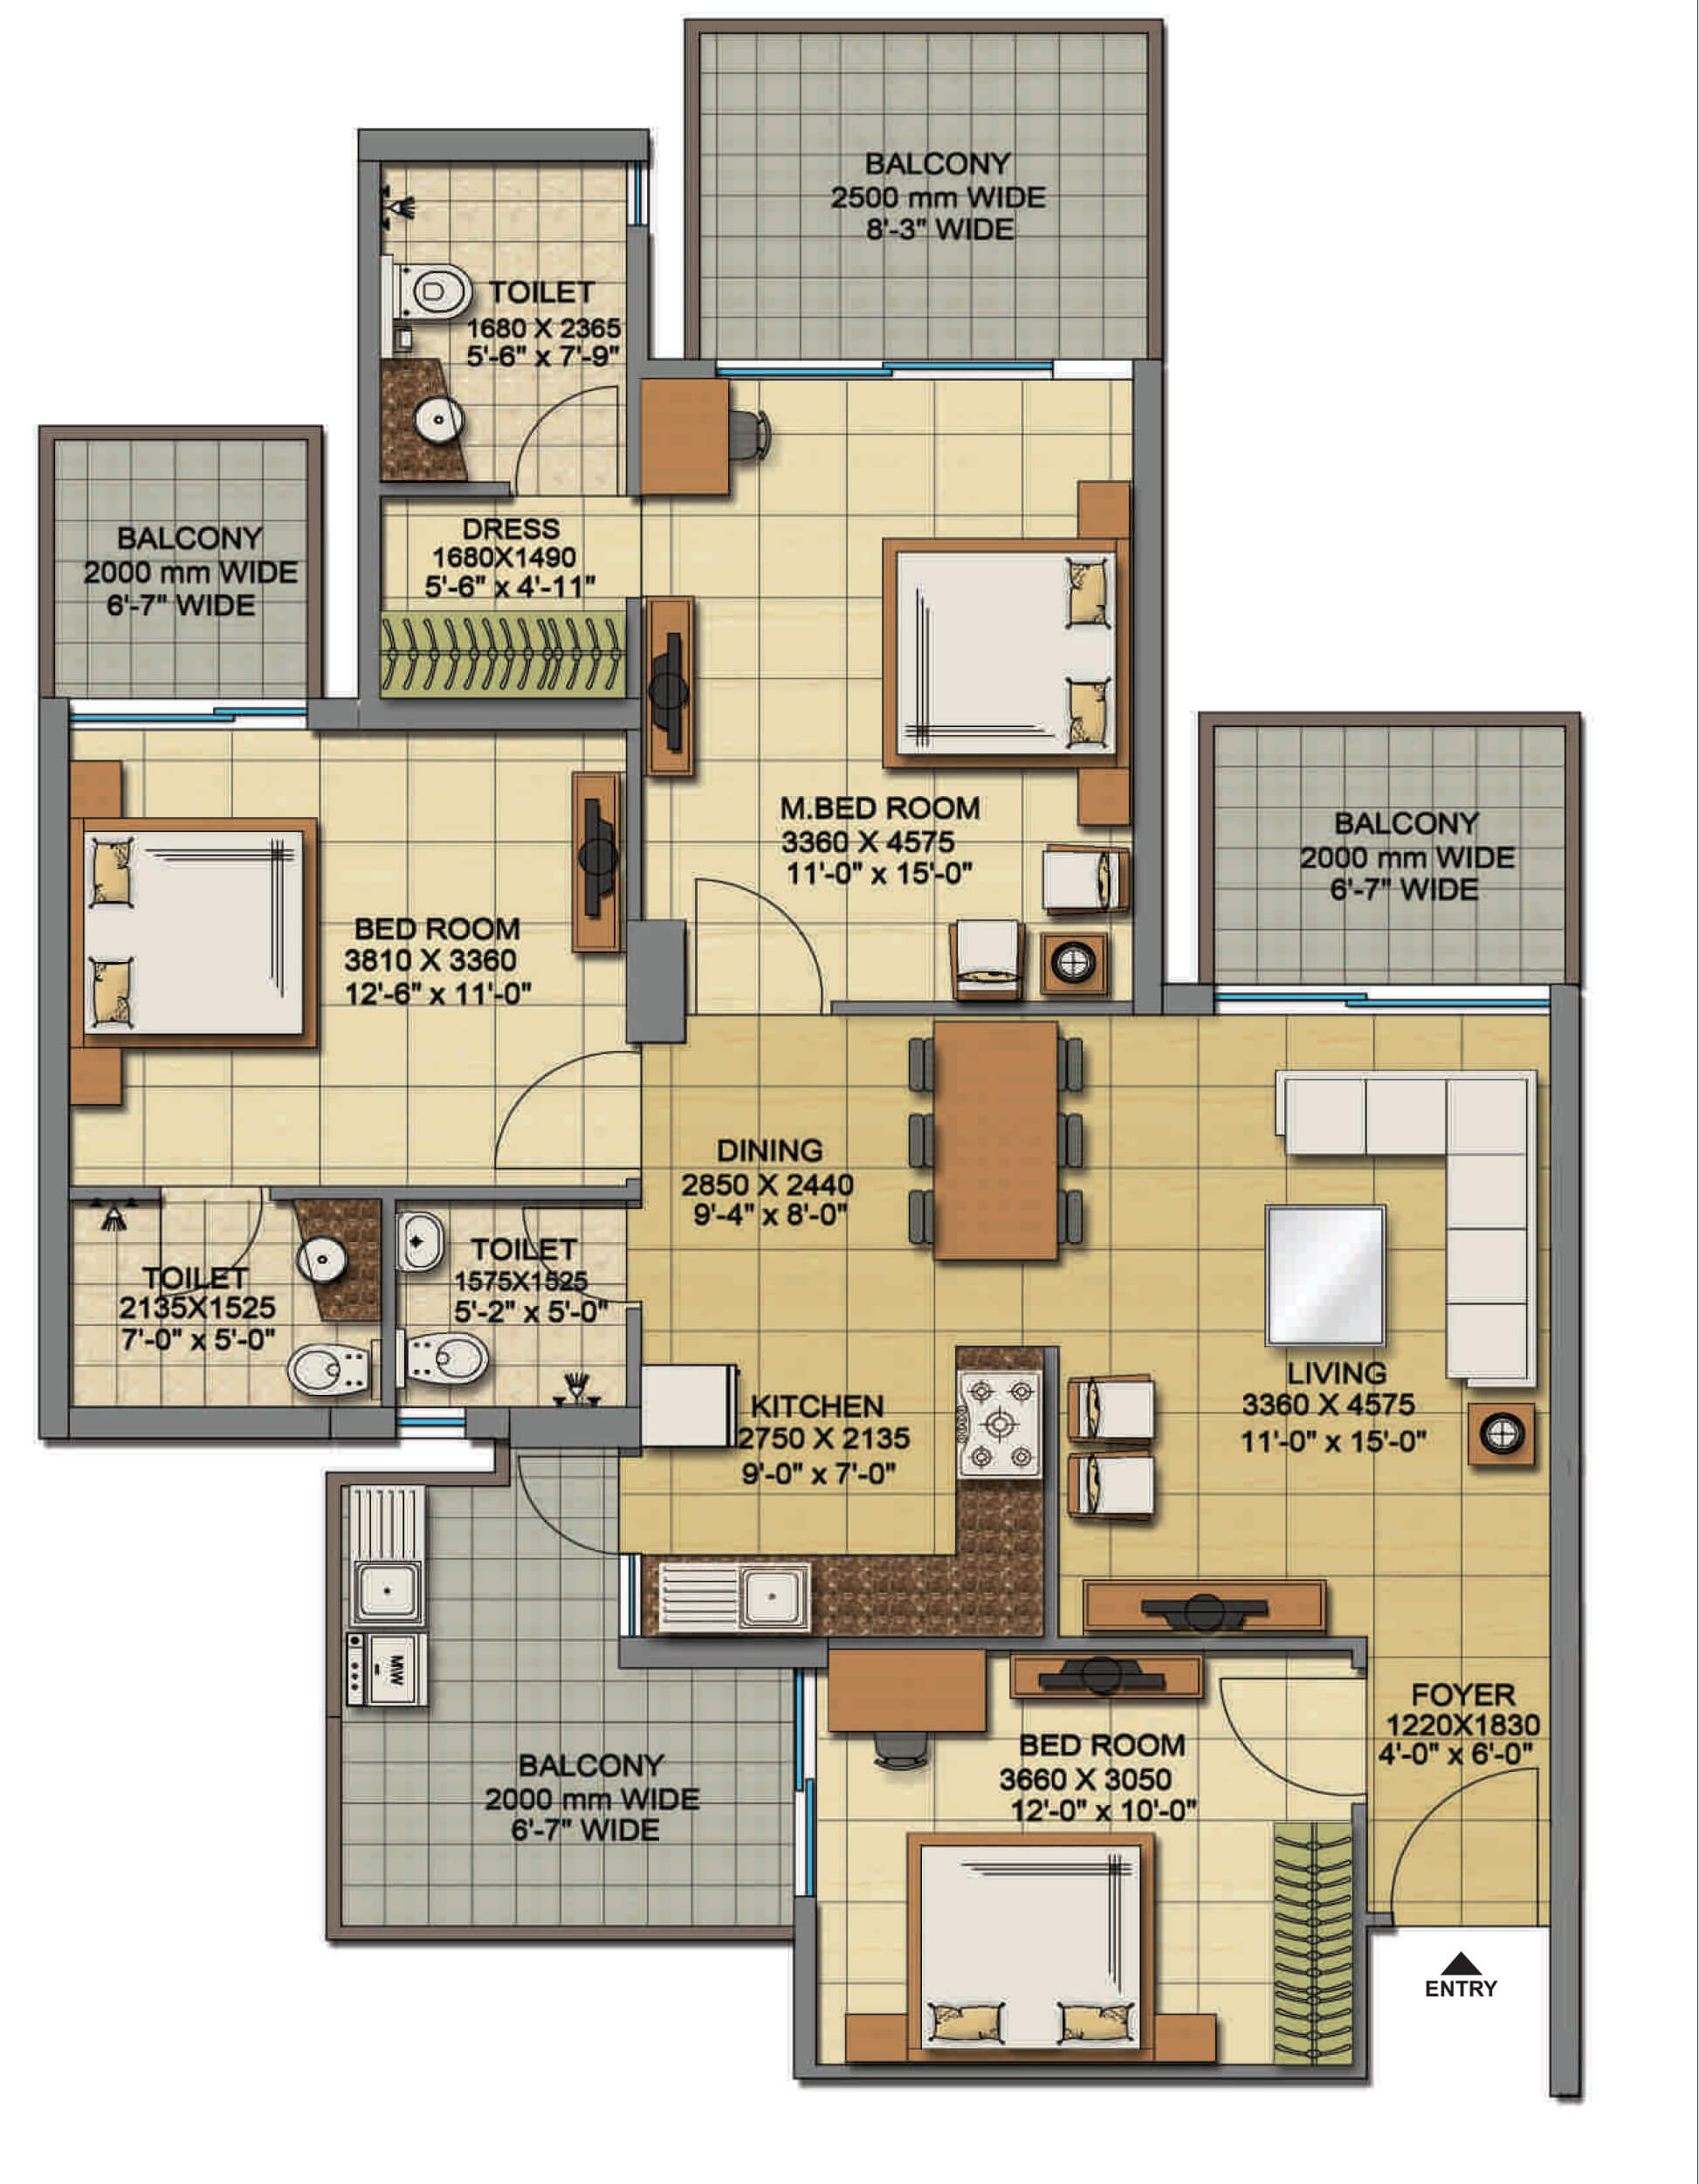 BALCONY
2500 mm WIDE
8'-3" WIDE
TOILET
1680 X 2365
5'-6" x 7'-9"
DRESS
1680X1490
5'-6" x 4'-11"
BALCONY
2000 mm WIDE
6'-7" WIDE
M.BED ROOM
3360 X 4575
11'-0" x 15'-0"
BALCONY
2000 mm WIDE
6'-7" WIDE
BED ROOM
3810 X 3360
12'-6" x 11'-0"
DINING
2850 X 2440
9'-4" x 8'-0"
TOILET
2135X1525
7'-0" x 5'-0"
TOILET
1575X1525
5'-2" x 5'-0"
KITCHEN
2750 X 2135
9'-0" x 7'-0"
LIVING
3360 X 4575
11'-0" x 15'-0"
MW
BALCONY
2000 mm WIDE
6'-7" WIDE
BED ROOM
3660 X 3050
12'-0" x 10'-0"
FOYER
1220X1830
4'-0" x 6'-0"
ENTRY